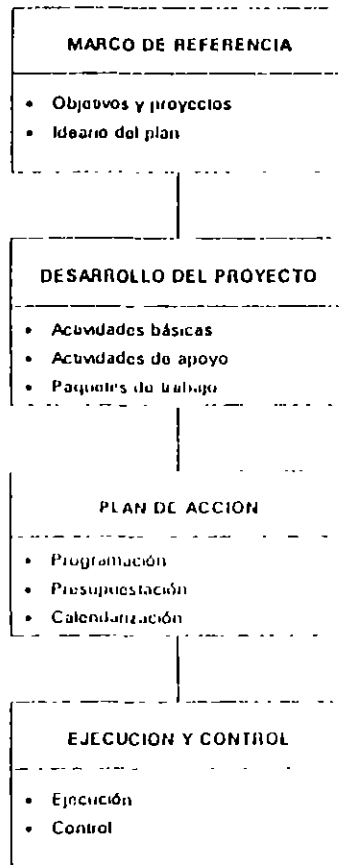 MARCO DE REFERENCIA
• Objetivos y proyectos
• Ideario del plan
DESARROLLO DEL PROYECTO
• Actividades básicas
• Actividades de apoyo
• Paquetes de trabajo
PLAN DE ACCION
• Programación
• Presupuestación
• Calendarización
EJECUCION Y CONTROL
• Ejecución
• Control